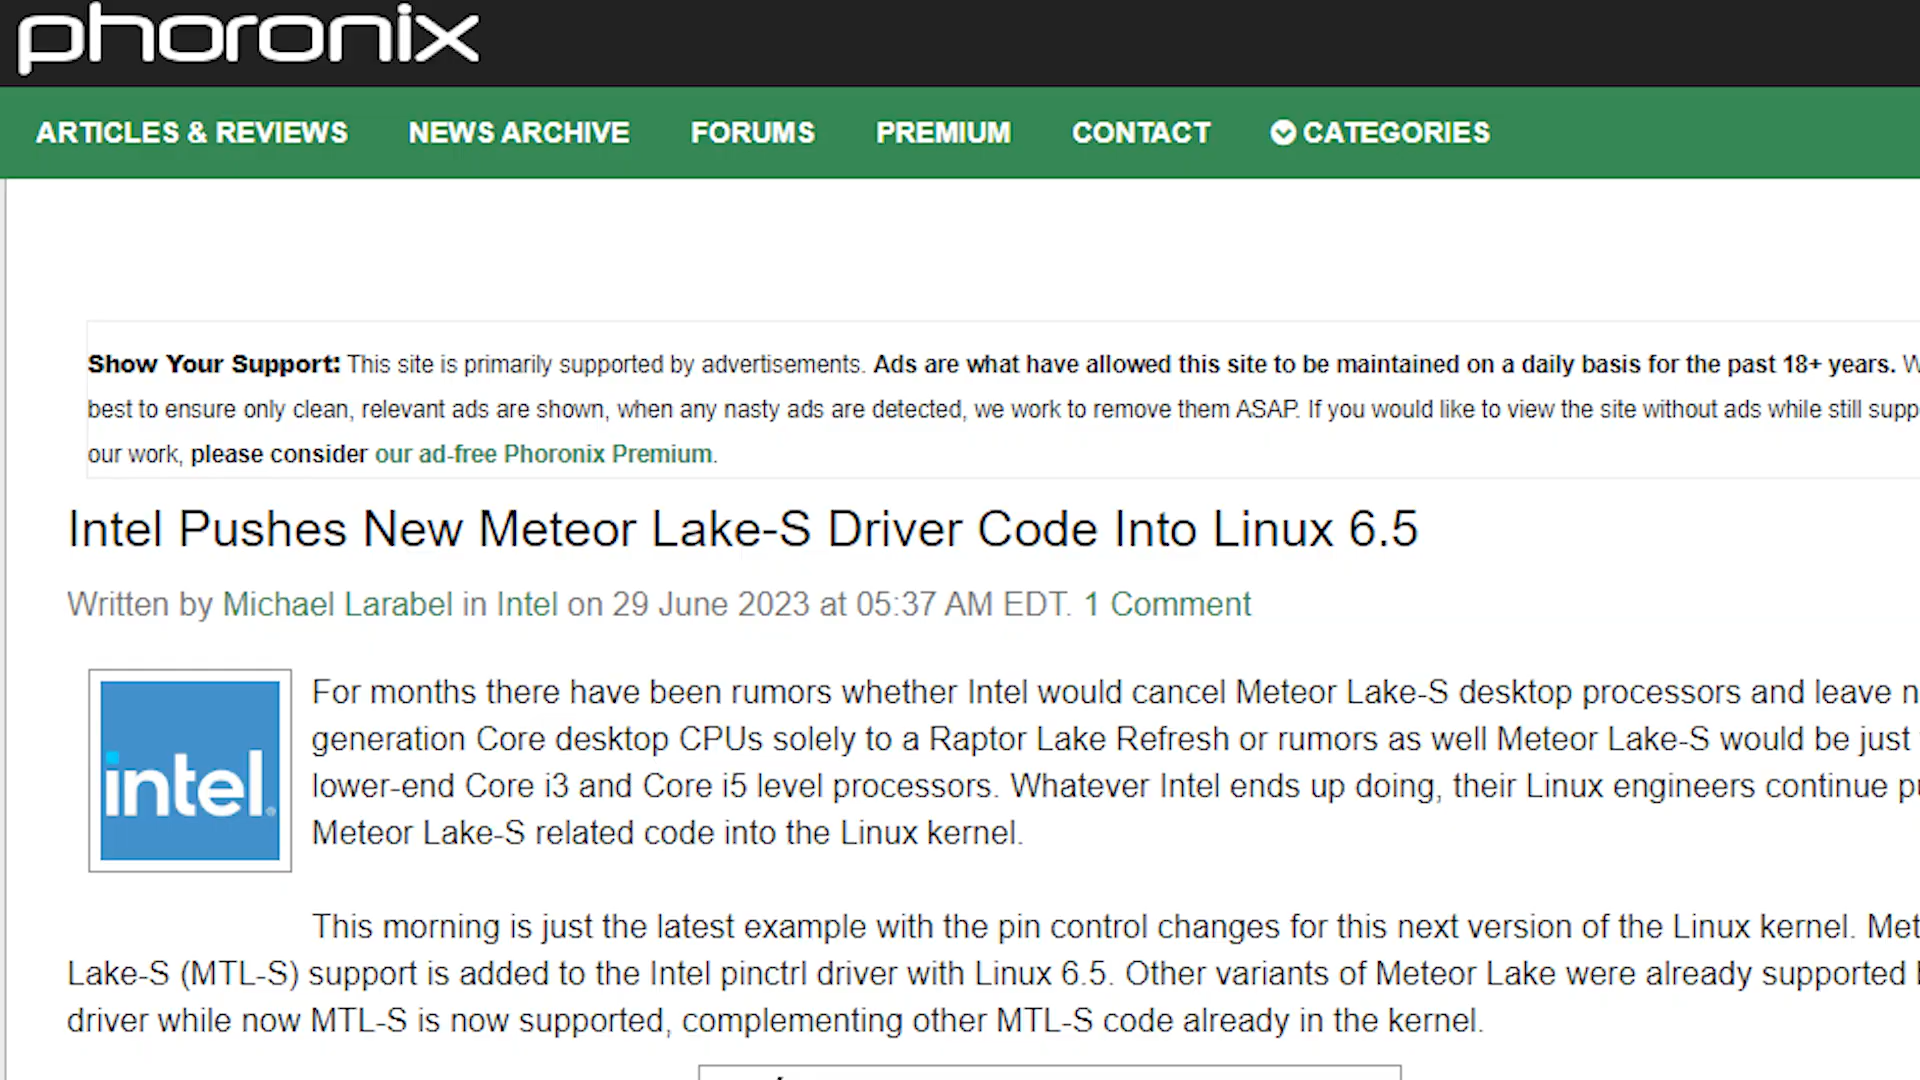 phoronix
ARTICLES & REVIEWS NEWS ARCHIVE FORUMS PREMIUM CONTACT CATEGORIES
Show Your Support: This site is primarily supported by advertisements. Ads are what have allowed this site to be maintained on a daily basis for the past 18+ years.
best to ensure only clean, relevant ads are shown, when any nasty ads are detected, we work to remove them ASAP. If you would like to view the site without ads while still
our work, please consider our ad-free Phoronix Premium.
Intel Pushes New Meteor Lake-S Driver Code Into Linux 6.5
Written by Michael Larabel in Intel on 29 June 2023 at 05:37 AM EDT. 1 Comment
intel.
For months there have been rumors whether Intel would cancel Meteor Lake-S desktop processors and leave
generation Core desktop CPUs solely to a Raptor Lake Refresh or rumors as well Meteor Lake-S would be just
lower-end Core i3 and Core i5 level processors. Whatever Intel ends up doing, their Linux engineers continue
Meteor Lake-S related code into the Linux kernel.
This morning is just the latest example with the pin control changes for this next version of the Linux kernel.
Lake-S (MTL-S) support is added to the Intel pinctrl driver with Linux 6.5. Other variants of Meteor Lake were already supported
driver while now MTL-S is now supported, complementing other MTL-S code already in the kernel.